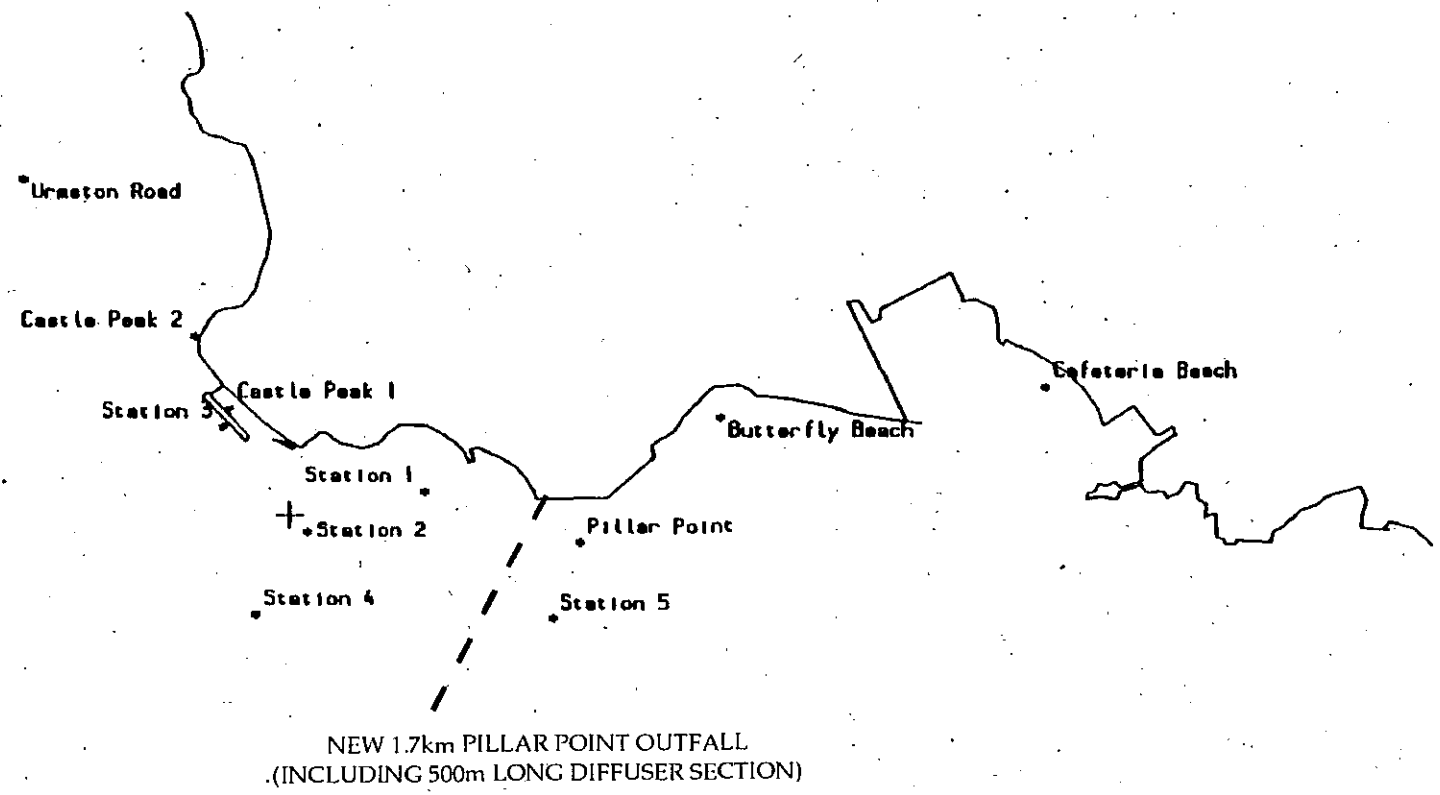 Urmston Road
Castle Peak 2
Castle Peak 1
Station 3
Cafeteria Beach
Butterfly Beach
Station 1
Station 2
Pillar Point
Station 4
Station 5
NEW 1.7km PILLAR POINT OUTFALL
(INCLUDING 500m LONG DIFFUSER SECTION)